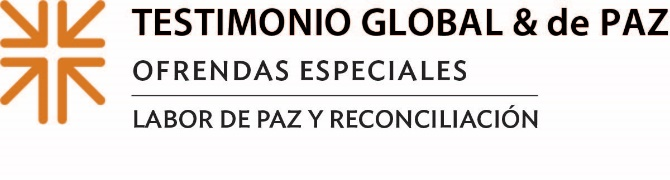 TESTIMONIO GLOBAL & de PAZ
OFRENDAS ESPECIALES
LABOR DE PAZ Y RECONCILIACIÓN